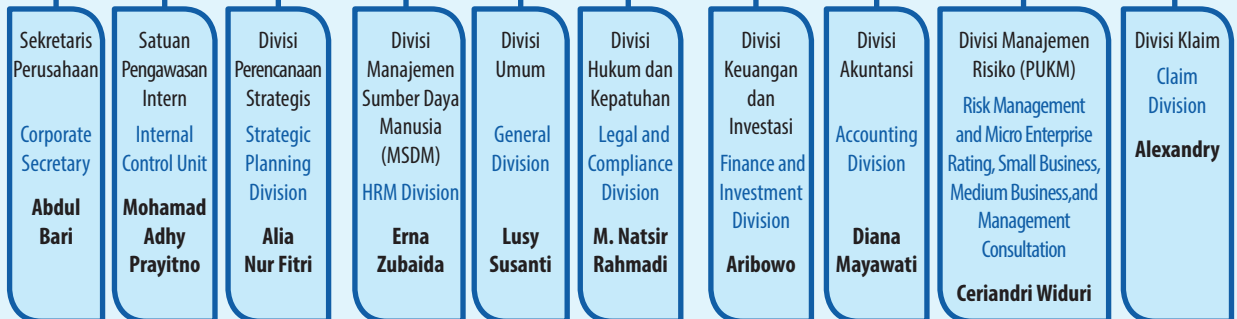 Sekretaris
Perusahaan
Corporate
Secretary
Abdul
Bari
Satuan
Pengawasan
Intern
Internal
Control Unit
Mohamad
Adhy
Prayitno
Divisi
Perencanaan
Strategis
Strategic
Planning
Division
Alia
Nur Fitri
Divisi
Manajemen
Sumber Daya
Manusia
(MSDM)
HRM Division
Erna
Zubaida
Divisi
Umum
General
Division
Lusy
Susanti
Divisi
Hukum dan
Kepatuhan
Legal and
Compliance
Division
M. Natsir
Rahmadi
Divisi
Keuangan
dan
Investasi
Finance and
Investment
Division
Aribowo
Divisi
Akuntansi
Accounting
Division
Diana
Mayawati
Divisi Manajemen
Risiko (PUKM)
Risk Management
and Micro Enterprise
Rating, Small Business,
Medium Business,and
Management
Consultation
Ceriandri Widuri
Divisi Klaim
Claim
Division
Alexandry